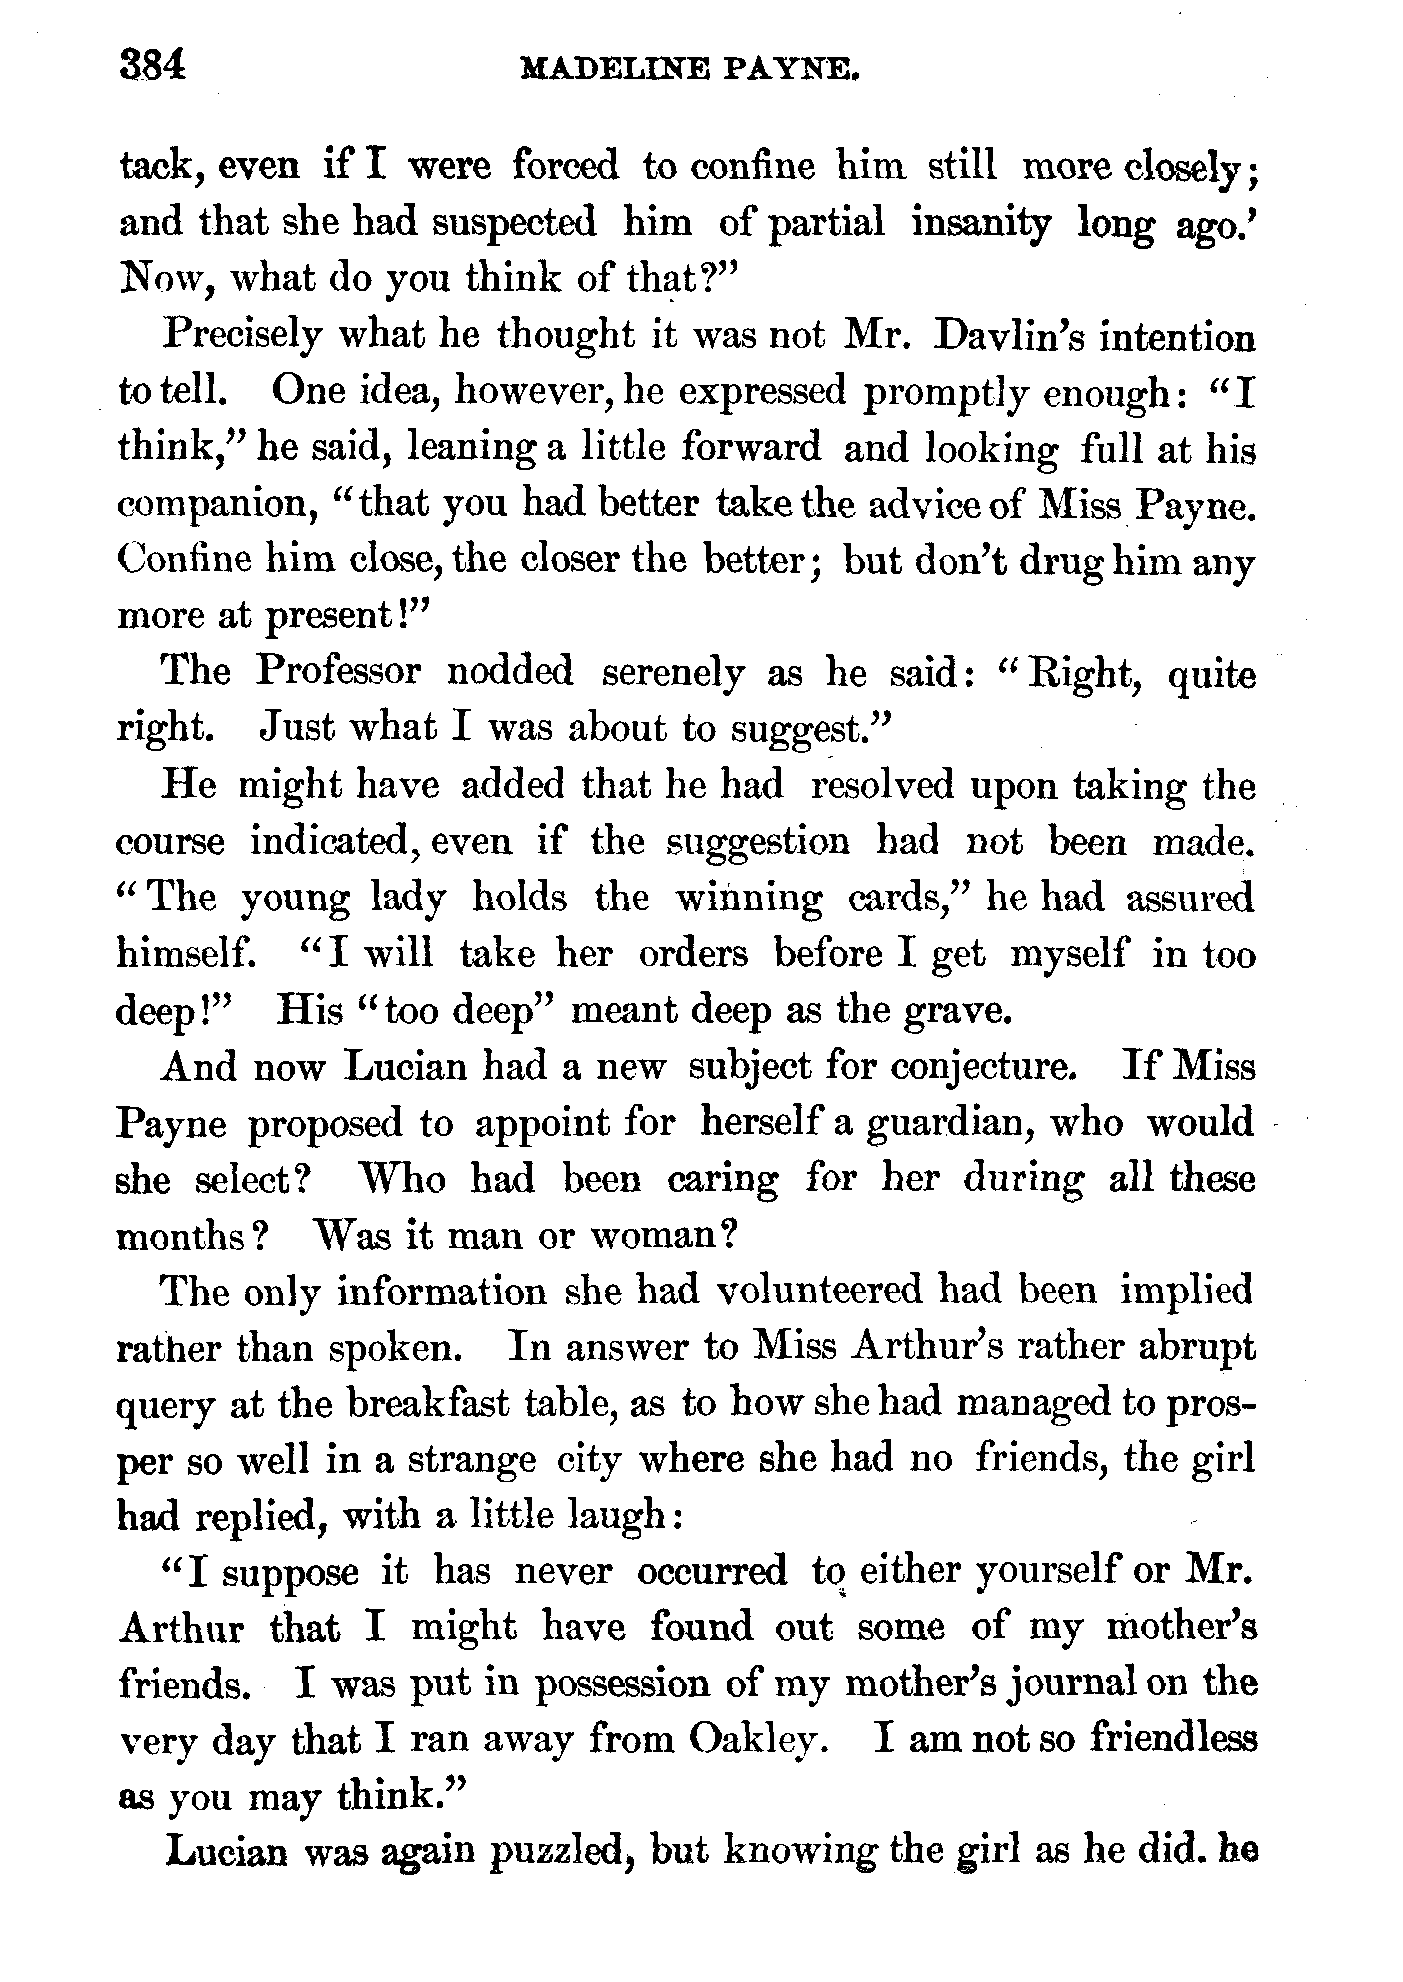 384 MADELINE PAYNE.
tack, even if I were forced to confine him still more closely;
and that she had suspected him of partial insanity long ago.'
Now, what do you think of that?"
Precisely what he thought it was not Mr. Davlin's intention
to tell. One idea, however, he expressed promptly enough: "I
think," he said, leaning a little forward and looking full at his
companion, "that you had better take the advice of Miss Payne.
Confine him close, the closer the better; but don't drug him any
more at present!"
The Professor nodded serenely as he said: "Right, quite
right. Just what I was about to suggest."
He might have added that he had resolved upon taking the
course indicated, even if the suggestion had not been made.
"The young lady holds the winning cards," he had assured
himself. "I will take her orders before I get myself in too
deep!" His "too deep" meant deep as the grave.
And now Lucian had a new subject for conjecture. If Miss
Payne proposed to appoint for herself a guardian, who would
she select? Who had been caring for her during all these
months? Was it man or woman?
The only information she had volunteered had been implied
rather than spoken. In answer to Miss Arthur's rather abrupt
query at the breakfast table, as to how she had managed to pros-
per so well in a strange city where she had no friends, the girl
had replied, with a little laugh:
"I suppose it has never occurred to either yourself or Mr.
Arthur that I might have found out some of my mother's
friends. I was put in possession of my mother's journal on the
very day that I ran away from Oakley. I am not so friendless
as you may think."
Lucian was again puzzled, but knowing the girl as he did. he